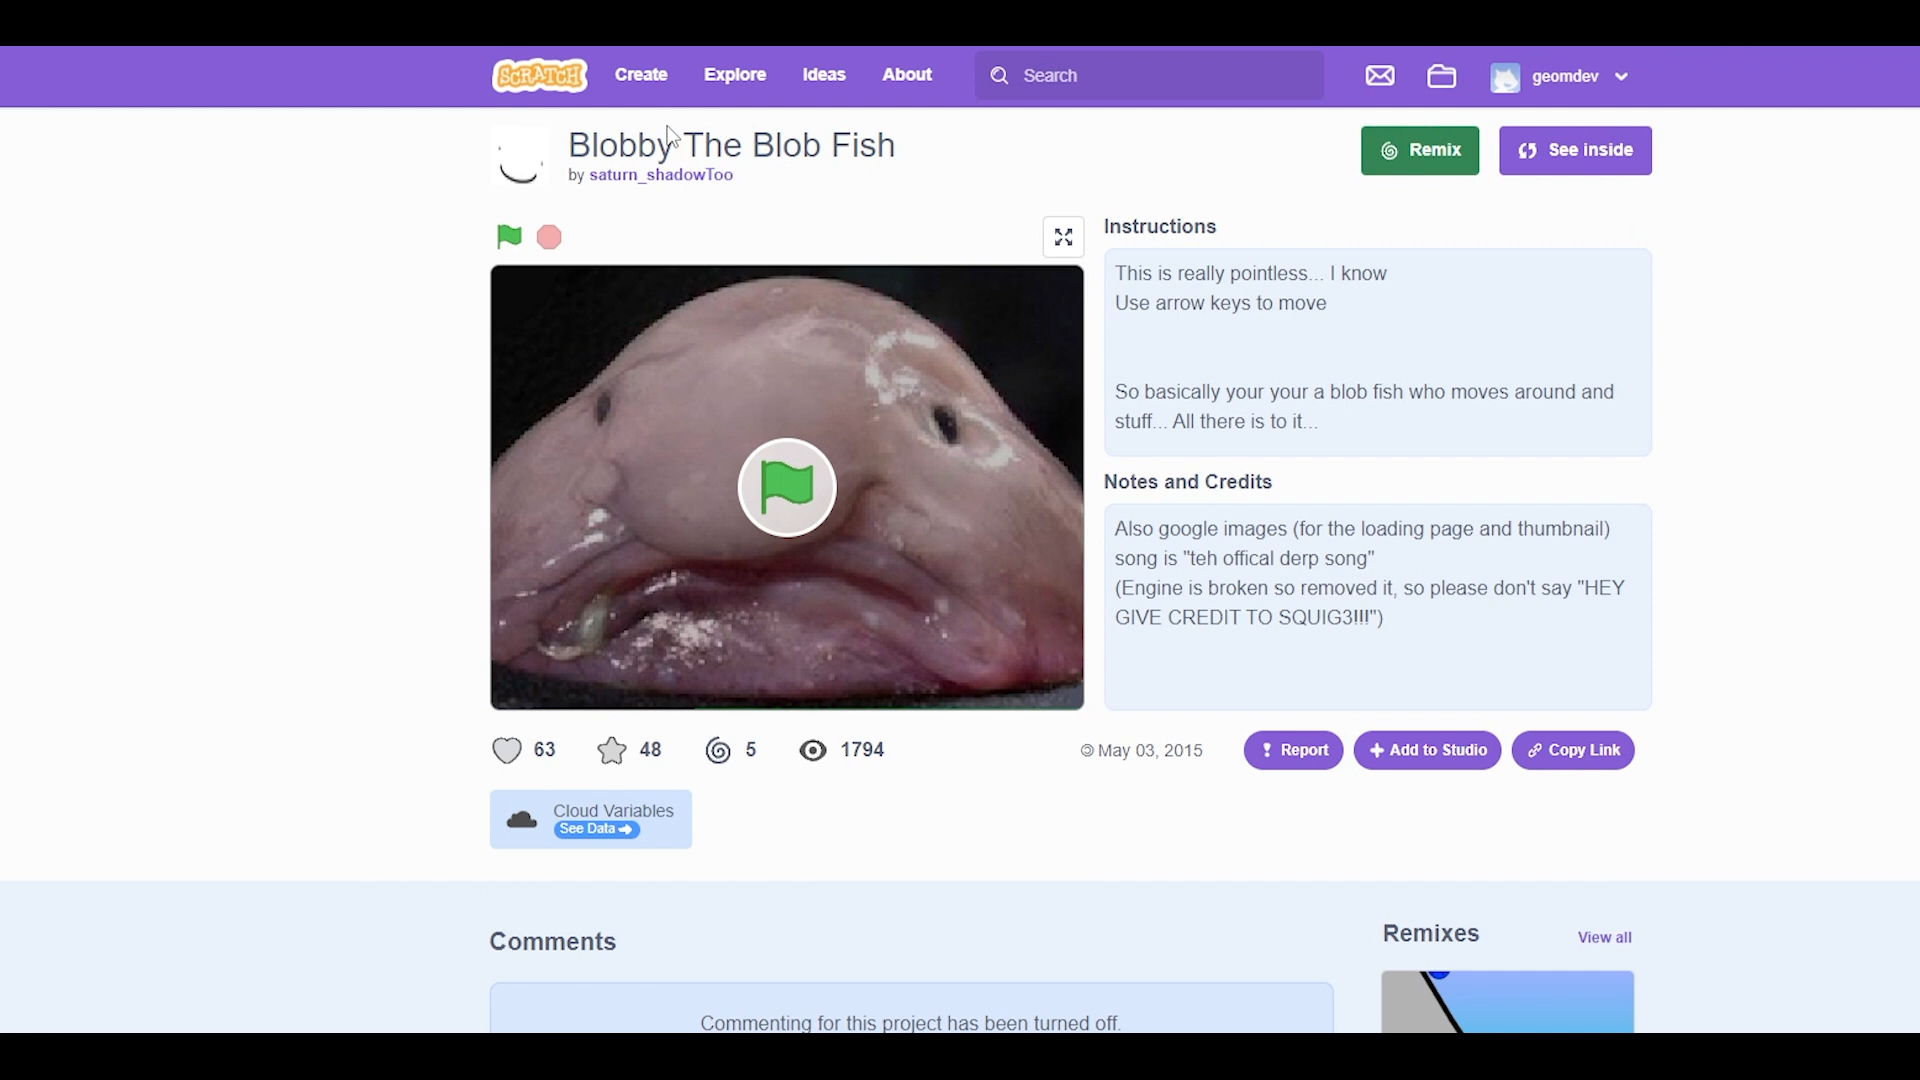 SCRATCH Create Explore Ideas About Search geomdev
Blobby The Blob Fish
by saturn_shadowToo
Remix See inside
Instructions
This is really pointless... I know
Use arrow keys to move
So basically your your a blob fish who moves around and
stuff... All there is to it...
Notes and Credits
Also google images (for the loading page and thumbnail)
song is "teh offical derp song"
(Engine is broken so removed it, so please don't say "HEY
GIVE CREDIT TO SQUIG3!!!")
63 48 5 1794
© May 03, 2015 Report Add to Studio Copy Link
Cloud Variables
See Data
Comments
Remixes View all
Commenting for this project has been turned off.